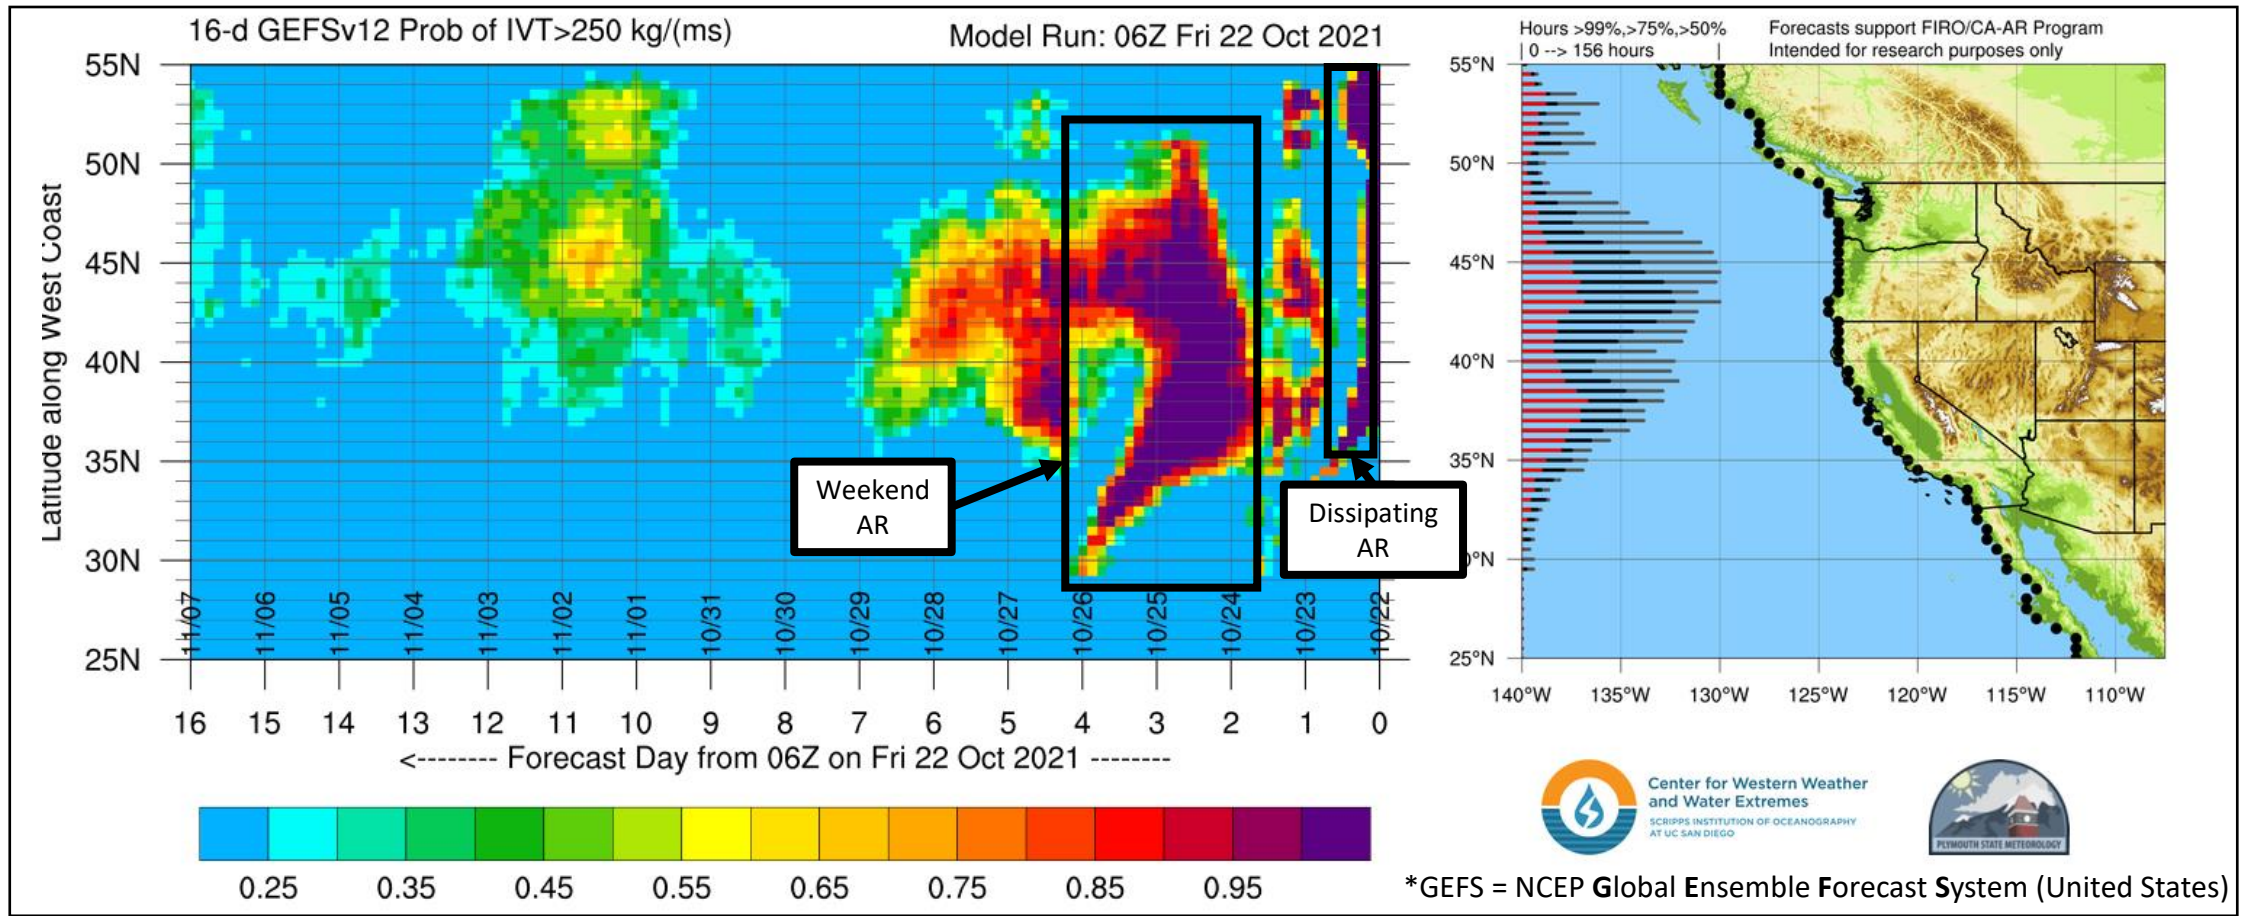 16-d GEFSv12 Prob of IVT>250 kg/(ms)
Model Run: 06Z Fri 22 Oct 2021
55N
50N
45N
40N
35N
30N
25N
Latitude along West Coast
Weekend
AR
Dissipating
AR
11/07 11/06 11/05 11/04 11/03 11/02 11/01 10/31 10/30 10/29 10/28 10/27 10/26 10/25 10/24 10/23 10/22
16 15 14 13 12 11 10 9 8 7 6 5 4 3 2 1 0
<-------- Forecast Day from 06Z on Fri 22 Oct 2021 --------
0.25 0.35 0.45 0.55 0.65 0.75 0.85 0.95
Hours >99%,>75%,>50%
| 0 --> 156 hours |
Forecasts support FIRO/CA-AR Program
Intended for research purposes only
55°N
50°N
45°N
40°N
35°N
0°N
25°N
140°W 135°W 130°W 125°W 120°W 115°W 110°W
Center for Western Weather
and Water Extremes
SCRIPPS INSTITUTION OF OCEANOGRAPHY
AT UC SAN DIEGO
PLYMOUTH STATE METEOROLOGY
*GEFS = NCEP Global Ensemble Forecast System (United States)